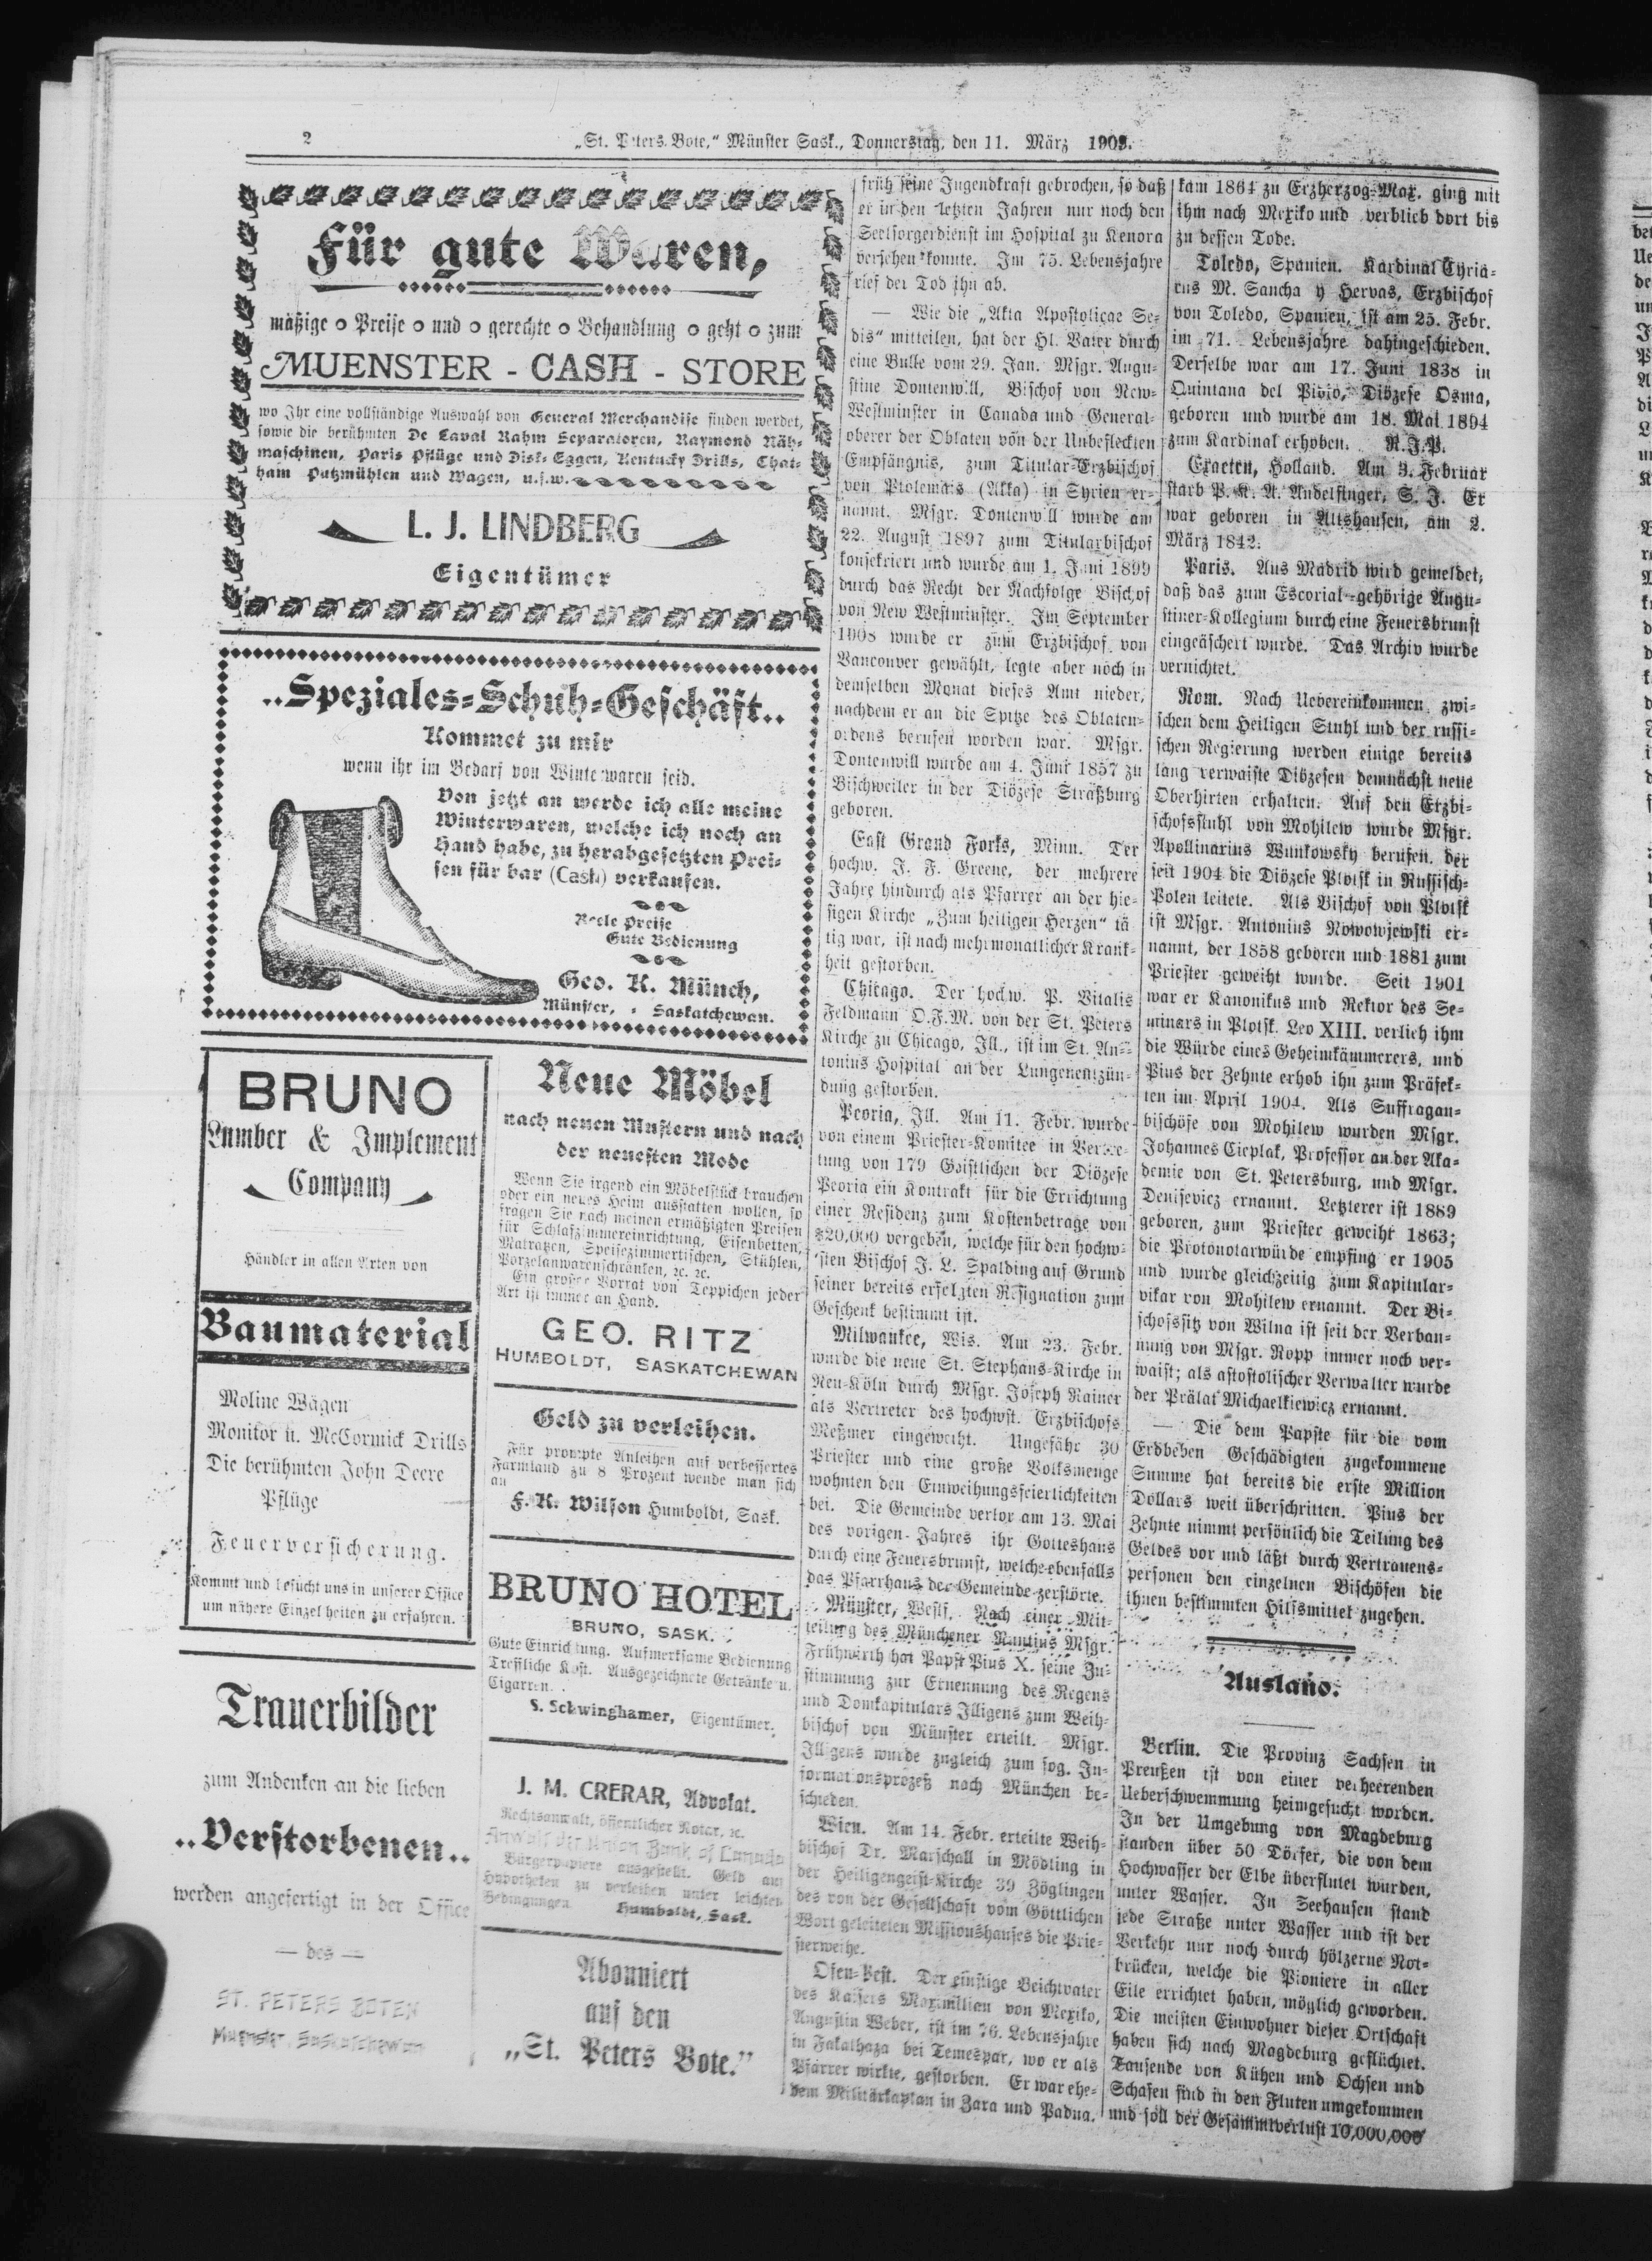 2
„St. Peters Bote,“ Münster Sask., Donnerstag, den 11. März 1909.
Für gute Waren,
mäßige o Preise o und o gerechte o Behandlung o geht o zum
MUENSTER - CASH - STORE
wo Ihr eine vollständige Auswahl von General Merchandise finden werdet,
sowie die berühmten De Laval Rahm Separatoren, Raymond Näh-
maschinen, Paris Pflüge und Disk-Eggen, Kentucky Drills, Chat-
ham Putzmühlen und Wagen, u.s.w.
L. J. LINDBERG
Eigentümer
..Speziales-Schuh-Geschäft..
Kommet zu mir
wenn ihr im Bedarf von Winterwaren seid.
Von jetzt an werde ich alle meine
Winterwaren, welche ich noch an
Hand habe, zu herabgesetzten Prei-
sen für bar (Cash) verkaufen.
Reele Preise
Gute Bedienung
Geo. K. Münch,
Münster, - Saskatchewan.
BRUNO
Lumber & Implement
Company
Händler in allen Arten von
Baumaterial
Moline Wägen
Monitor u. McCormick Drills
Die berühmten John Deere
Pflüge
Feuerversicherung.
Kommt und besucht uns in unserer Office
um nähere Einzelheiten zu erfahren.
Trauerbilder
zum Andenken an die lieben
..Verstorbenen..
werden angefertigt in der Office
— des —
ST. PETERS BOTEN
Muenster, Saskatchewan
Neue Möbel
nach neuen Mustern und nach
der neuesten Mode
Wenn Sie irgend ein Möbelstück brauchen
oder ein neues Heim ausstatten wollen, so
fragen Sie nach meinen ermäßigten Preisen
für Schlafzimmereinrichtung, Eisenbetten,
Matratzen, Speisezimmertischen, Stühlen,
Porzelanwarenschränken, ꝛc. ꝛc.
Ein großer Vorrat von Teppichen jeder
Art ist immer an Hand.
GEO. RITZ
HUMBOLDT, SASKATCHEWAN
Geld zu verleihen.
Für prompte Anleihen auf verbessertes
Farmland zu 8 Prozent wende man sich
an
F. K. Wilson Humboldt, Sask.
BRUNO HOTEL
BRUNO, SASK.
Gute Einrichtung. Aufmerksame Bedienung
Treffliche Kost. Ausgezeichnete Getränke u.
Cigarren.
S. Schwinghamer, Eigentümer.
J. M. CRERAR, Advokat.
Rechtsanwalt, öffentlicher Notar, ꝛc.
Anwalt der Union Bank of Canada
Bürgerpapiere ausgestellt. Geld auf
Hypotheken zu verleihen unter leichten
Bedingungen. Humboldt, Sask.
Abonniert
auf den
„St. Peters Bote.”
früh seine Jugendkraft gebrochen, so daß
er in den letzten Jahren nur noch den
Seelsorgerdienst im Hospital zu Kenora
versehen konnte. Im 75. Lebensjahre
rief der Tod ihn ab.
— Wie die „Akta Apostolicae Se-
dis“ mitteilen, hat der Hl. Vater durch
eine Bulle vom 29. Jan. Msgr. Augu-
stine Dontenwill, Bischof von New-
Westminster in Canada und General-
oberer der Oblaten von der Unbefleckten
Empfängnis, zum Titular-Erzbischof
von Ptolemais (Akka) in Syrien er-
nannt. Msgr. Dontenwill wurde am
22. August 1897 zum Titularbischof
konsekriert und wurde am 1. Juni 1899
durch das Recht der Nachfolge Bischof
von New Westminster. Im September
1908 wurde er zum Erzbischof von
Vancouver gewählt, legte aber noch in
demselben Monat dieses Amt nieder,
nachdem er an die Spitze des Oblaten-
ordens berufen worden war. Msgr.
Dontenwill wurde am 4. Juni 1857 zu
Bischweiler in der Diözese Straßburg
geboren.
East Grand Forks, Minn. Der
hochw. J. F. Greene, der mehrere
Jahre hindurch als Pfarrer an der hie-
sigen Kirche „Zum heiligen Herzen“ tä
tig war, ist nach mehrmonatlicher Krank-
heit gestorben.
Chicago. Der hochw. P. Vitalis
Feldmann O.F.M. von der St. Peters
Kirche zu Chicago, Ill., ist im St. An-
tonius Hospital an der Lungenentzün-
dung gestorben.
Peoria, Ill. Am 11. Febr. wurde
von einem Priester-Komitee in Vertre-
tung von 179 Geistlichen der Diözese
Peoria ein Kontrakt für die Errichtung
einer Residenz zum Kostenbetrage von
$20,000 vergeben, welche für den hochw-
'sten Bischof J. L. Spalding auf Grund
seiner bereits erfolgten Resignation zum
Geschenk bestimmt ist.
Milwaukee, Wis. Am 23. Febr.
wurde die neue St. Stephans-Kirche in
Neu-Köln durch Msgr. Joseph Rainer
als Vertreter des hochwst. Erzbischofs
Meßmer eingeweiht. Ungefähr 30
Priester und eine große Volksmenge
wohnten den Einweihungsfeierlichkeiten
bei. Die Gemeinde verlor am 13. Mai
des vorigen Jahres ihr Gotteshaus
durch eine Feuersbrunst, welche ebenfalls
das Pfarrhaus der Gemeinde zerstörte.
Münster, Westf. Nach einer Mit-
teilung des Münchener Nuntius Msgr.
Frühwirth hat Papst Pius X. seine Zu-
stimmung zur Ernennung des Regens
und Domkapitulars Illigens zum Weih-
bischof von Münster erteilt. Msgr.
Illigens wurde zugleich zum sog. In-
formationsprozeß nach München be-
schieden.
Wien. Am 14. Febr. erteilte Weih-
bischof Dr. Marschall in Mödling in
der Heiligengeist-Kirche 39 Zöglingen
des von der Gesellschaft vom Göttlichen
Wort geleiteten Missionshauses die Prie-
sterweihe.
Ofen-Pest. Der einstige Beichtvater
des Kaisers Maximilian von Mexiko,
Augustin Weber, ist im 76. Lebensjahre
in Fakalhaza bei Temesvar, wo er als
Pfarrer wirkte, gestorben. Er war ehe-
dem Militärkaplan in Zara und Padua.
kam 1864 zu Erzherzog-Max. ging mit
ihm nach Mexiko und verblieb dort bis
zu dessen Tode.
Toledo, Spanien. Kardinal Cyria-
cus M. Sancha y Hervas, Erzbischof
von Toledo, Spanien, ist am 25. Febr.
im 71. Lebensjahre dahingeschieden.
Derselbe war am 17. Juni 1838 in
Quintana del Pivio, Diözese Osma,
geboren und wurde am 18. Mai 1894
zum Kardinal erhoben. R.I.P.
Exaeten, Holland. Am 3. Februar
starb P. K. A. Andelfinger, S. J. Er
war geboren in Altshausen, am 2.
März 1842.
Paris. Aus Madrid wird gemeldet,
daß das zum Escorial gehörige Augu-
stiner-Kollegium durch eine Feuersbrunst
eingeäschert wurde. Das Archiv wurde
vernichtet.
Rom. Nach Uebereinkommen zwi-
schen dem Heiligen Stuhl und der russi-
schen Regierung werden einige bereits
lang verwaiste Diözesen demnächst neue
Oberhirten erhalten. Auf den Erzbi-
schofsstuhl von Mohilew wurde Msgr.
Apollinarius Wunkowsky berufen, der
seit 1904 die Diözese Plotsk in Russisch-
Polen leitete. Als Bischof von Plotsk
ist Msgr. Antonius Nowowjewski er-
nannt, der 1858 geboren und 1881 zum
Priester geweiht wurde. Seit 1901
war er Kanonikus und Rektor des Se-
minars in Plotsk. Leo XIII. verlieh ihm
die Würde eines Geheimkämmerers, und
Pius der Zehnte erhob ihn zum Präfek-
ten im April 1904. Als Suffragan-
bischöfe von Mohilew wurden Msgr.
Johannes Cieplak, Professor an der Aka-
demie von St. Petersburg, und Msgr.
Denisevicz ernannt. Letzterer ist 1889
geboren, zum Priester geweiht 1863;
die Protonotarwürde empfing er 1905
und wurde gleichzeitig zum Kapitular-
vikar von Mohilew ernannt. Der Bi-
schofssitz von Wilna ist seit der Verban-
nung von Msgr. Ropp immer noch ver-
waist; als astostolischer Verwalter wurde
der Prälat Michaelkiewicz ernannt.
— Die dem Papste für die vom
Erdbeben Geschädigten zugekommene
Summe hat bereits die erste Million
Dollars weit überschritten. Pius der
Zehnte nimmt persönlich die Teilung des
Geldes vor und läßt durch Vertrauens-
personen den einzelnen Bischöfen die
ihnen bestimmten Hilfsmittel zugehen.
Ausland.
Berlin. Die Provinz Sachsen in
Preußen ist von einer verheerenden
Ueberschwemmung heimgesucht worden.
In der Umgebung von Magdeburg
standen über 50 Dörfer, die von dem
Hochwasser der Elbe überflutet wurden,
unter Wasser. In Seehausen stand
jede Straße unter Wasser und ist der
Verkehr nur noch durch hölzerne Not-
brücken, welche die Pioniere in aller
Eile errichtet haben, möglich geworden.
Die meisten Einwohner dieser Ortschaft
haben sich nach Magdeburg geflüchtet.
Tausende von Kühen und Ochsen und
Schafen sind in den Fluten umgekommen
und soll der Gesammtverlust 10,000,000